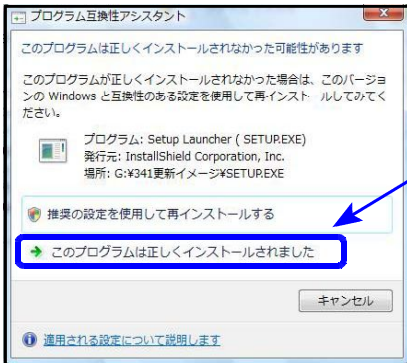 プログラム互換性アシスタント
このプログラムは正しくインストールされなかった可能性があります
このプログラムが正しくインストールされなかった場合は、このバージョ
ンの Windows と互換性のある設定を使用して再インスト ルしてみてく
ださい。
プログラム: Setup Launcher ( SETUP.EXE)
発行元: InstallShield Corporation, Inc.
場所: G:¥341更新イメージ¥SETUP.EXE
推奨の設定を使用して再インストールする
このプログラムは正しくインストールされました
キャンセル
適用される設定について説明します